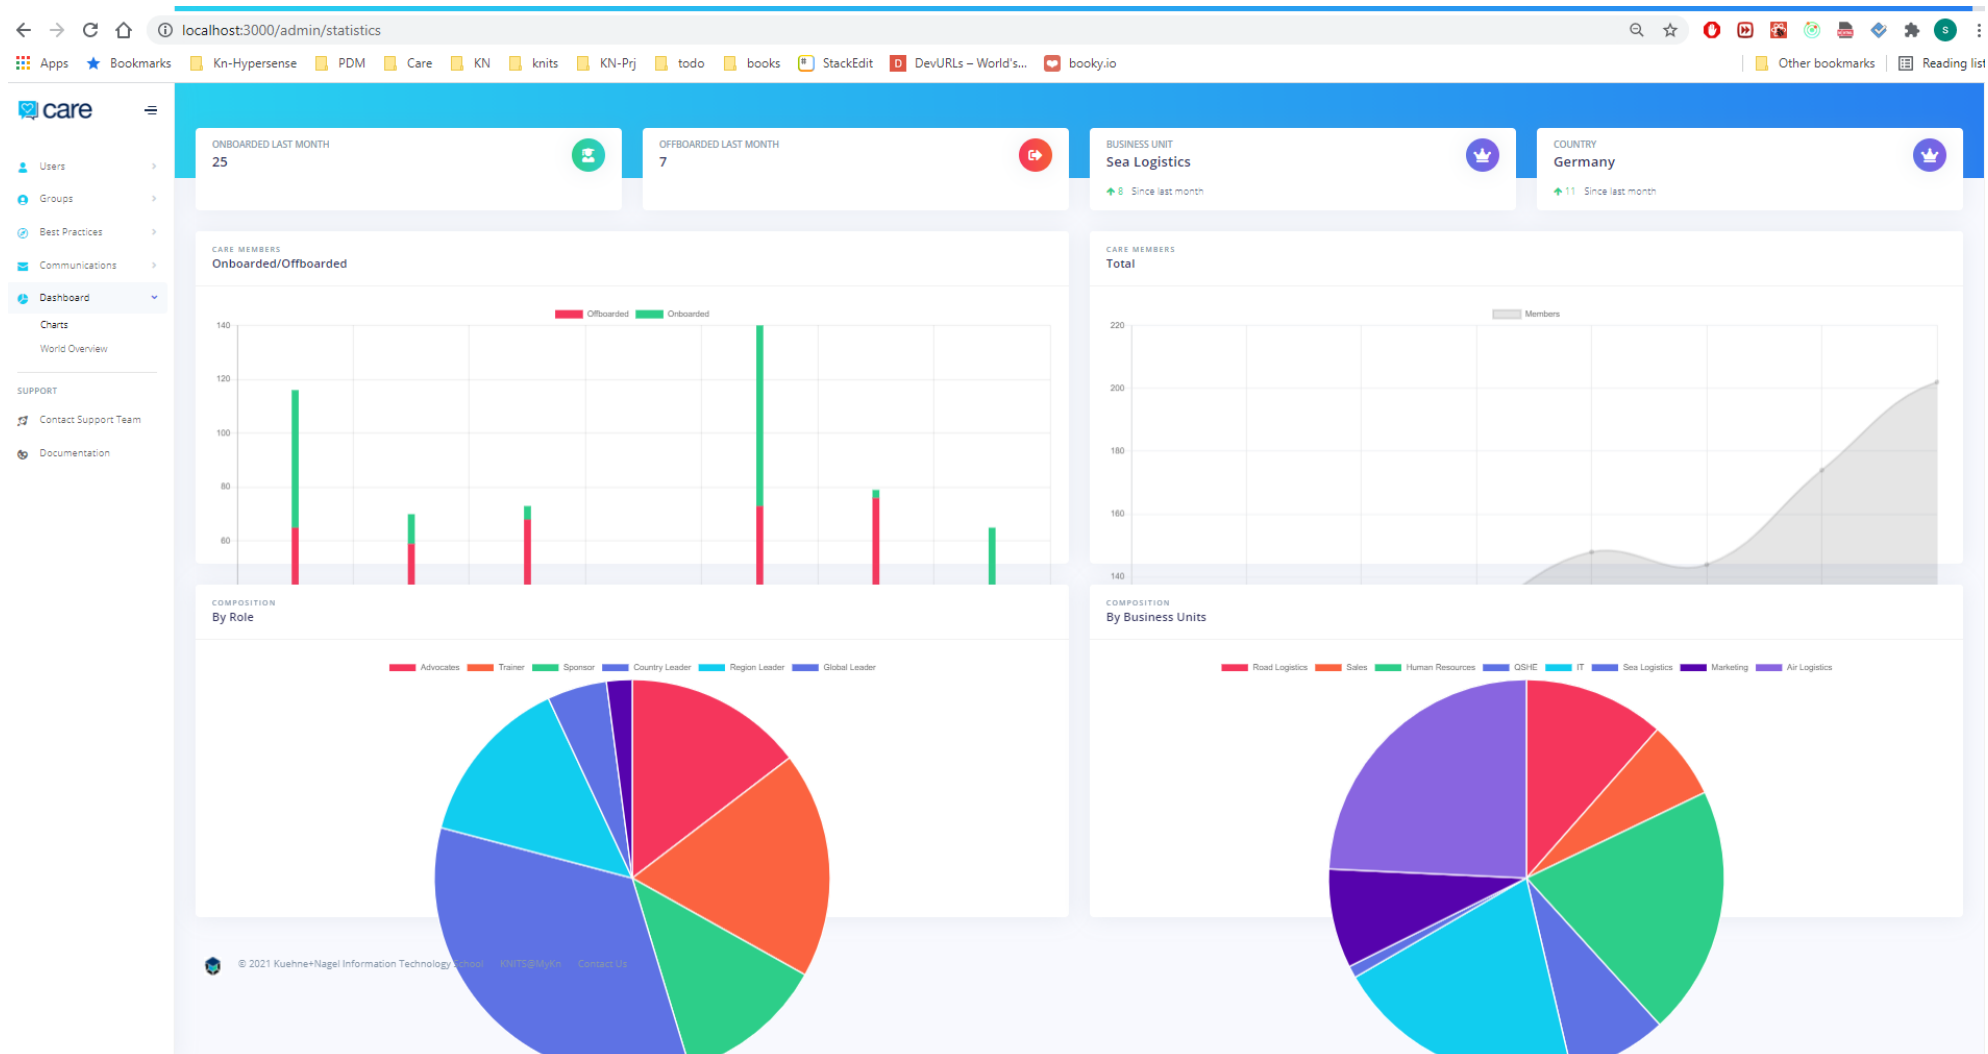 localhost:3000/admin/statistics
Apps Bookmarks Kn-Hypersense PDM Care KN knits KN-Prj todo books StackEdit DevURLs – World's... booky.io Other bookmarks Reading list
care
Users
Groups
Best Practices
Communications
Dashboard
Charts
World Overview
SUPPORT
Contact Support Team
Documentation
ONBOARDED LAST MONTH
25
OFFBOARDED LAST MONTH
7
BUSINESS UNIT
Sea Logistics
8 Since last month
COUNTRY
Germany
11 Since last month
CARE MEMBERS
Onboarded/Offboarded
Offboarded Onboarded
140
120
100
80
60
CARE MEMBERS
Total
Members
220
200
180
160
140
COMPOSITION
By Role
Advocates Trainer Sponsor Country Leader Region Leader Global Leader
COMPOSITION
By Business Units
Road Logistics Sales Human Resources QSHE IT Sea Logistics Marketing Air Logistics
© 2021 Kuehne+Nagel Information Technology School KNITS@MyKn Contact Us